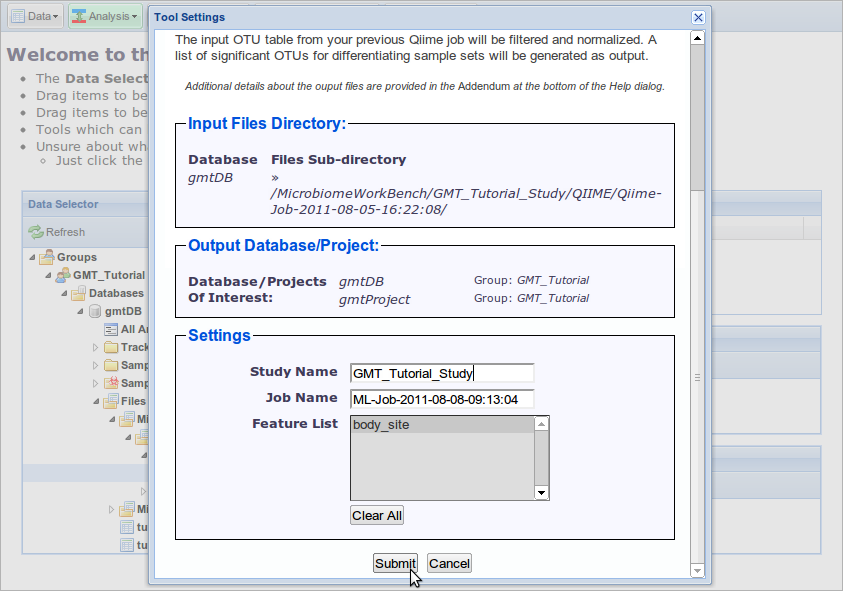 Data
Analysis
Tool Settings
Welcome to th
The Data Select
Drag items to be
Drag items to be
Tools which can
Unsure about wh
Just click the
Data Selector
Refresh
Groups
GMT_Tutorial
Databases
gmtDB
All An
Track
Samp
Samp
Files
Mi
Mi
tu
tu
The input OTU table from your previous Qiime job will be filtered and normalized. A
list of significant OTUs for differentiating sample sets will be generated as output.
Additional details about the ouput files are provided in the Addendum at the bottom of the Help dialog.
Input Files Directory:
Database Files Sub-directory
gmtDB »
/MicrobiomeWorkBench/GMT_Tutorial_Study/QIIME/Qiime-
Job-2011-08-05-16:22:08/
Output Database/Project:
Database/Projects gmtDB Group: GMT_Tutorial
Of Interest: gmtProject Group: GMT_Tutorial
Settings
Study Name GMT_Tutorial_Study
Job Name ML-Job-2011-08-08-09:13:04
Feature List body_site
Clear All
Submit Cancel